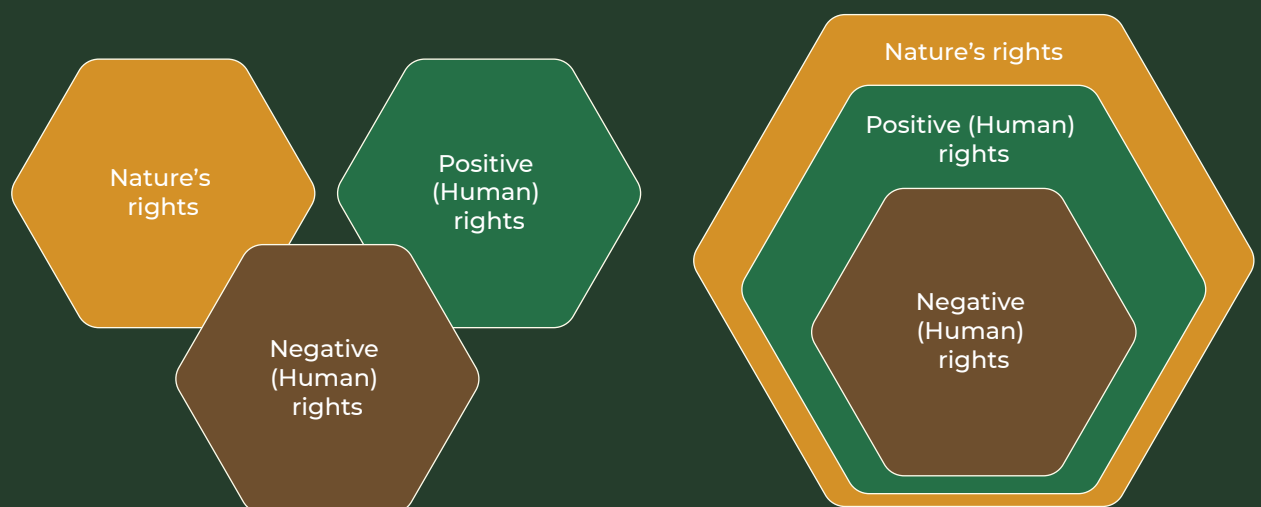 Nature’s
rights
Positive
(Human)
rights
Negative
(Human)
rights
Nature’s rights
Positive (Human)
rights
Negative
(Human)
rights